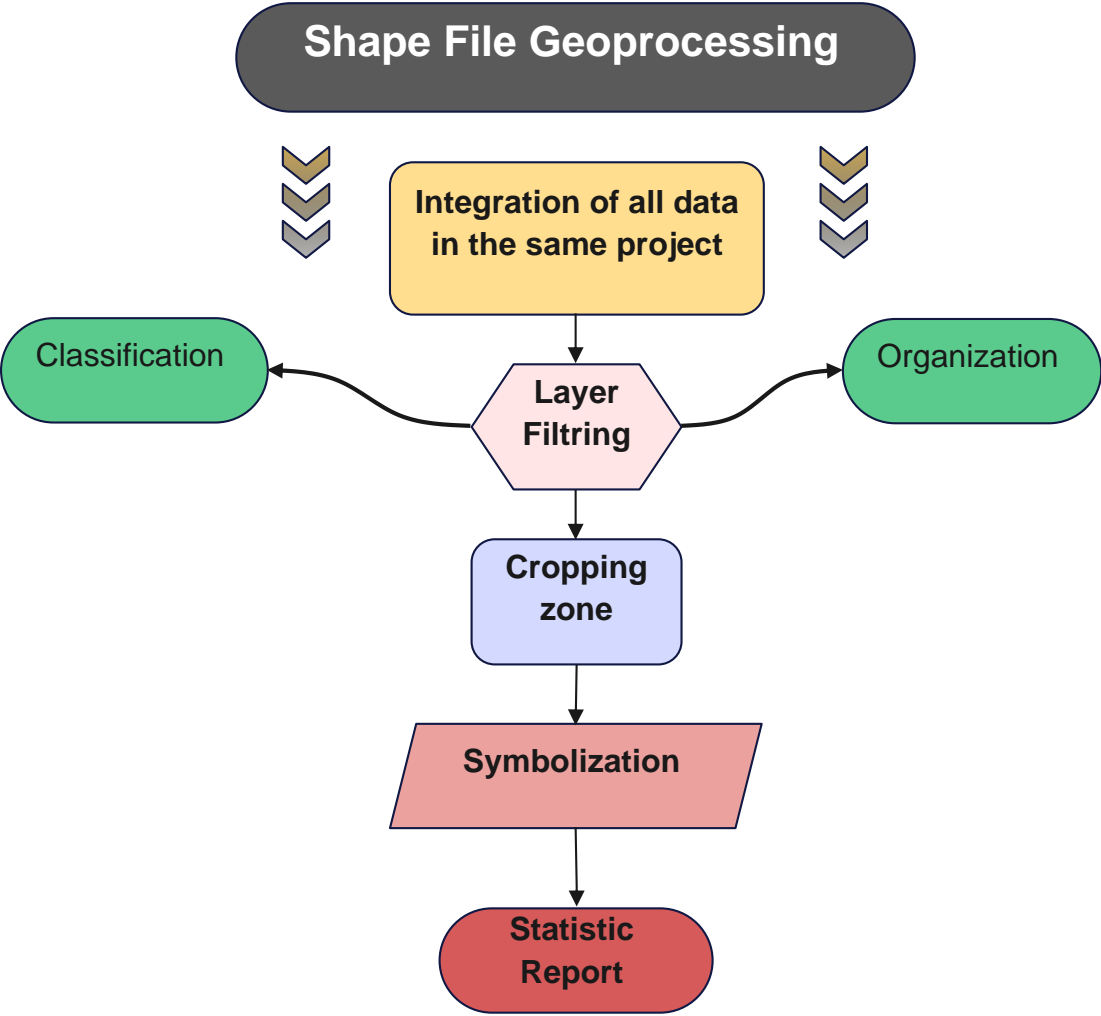 Shape File Geoprocessing
Integration of all data
in the same project
Classification
Organization
Layer
Filtring
Cropping
zone
Symbolization
Statistic
Report